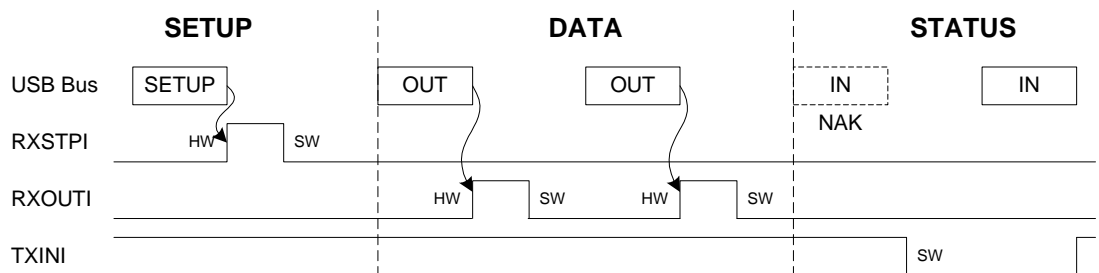 SETUP DATA STATUS
USB Bus SETUP OUT OUT IN IN
NAK
RXSTPI HW SW
RXOUTI HW SW HW SW
TXINI SW